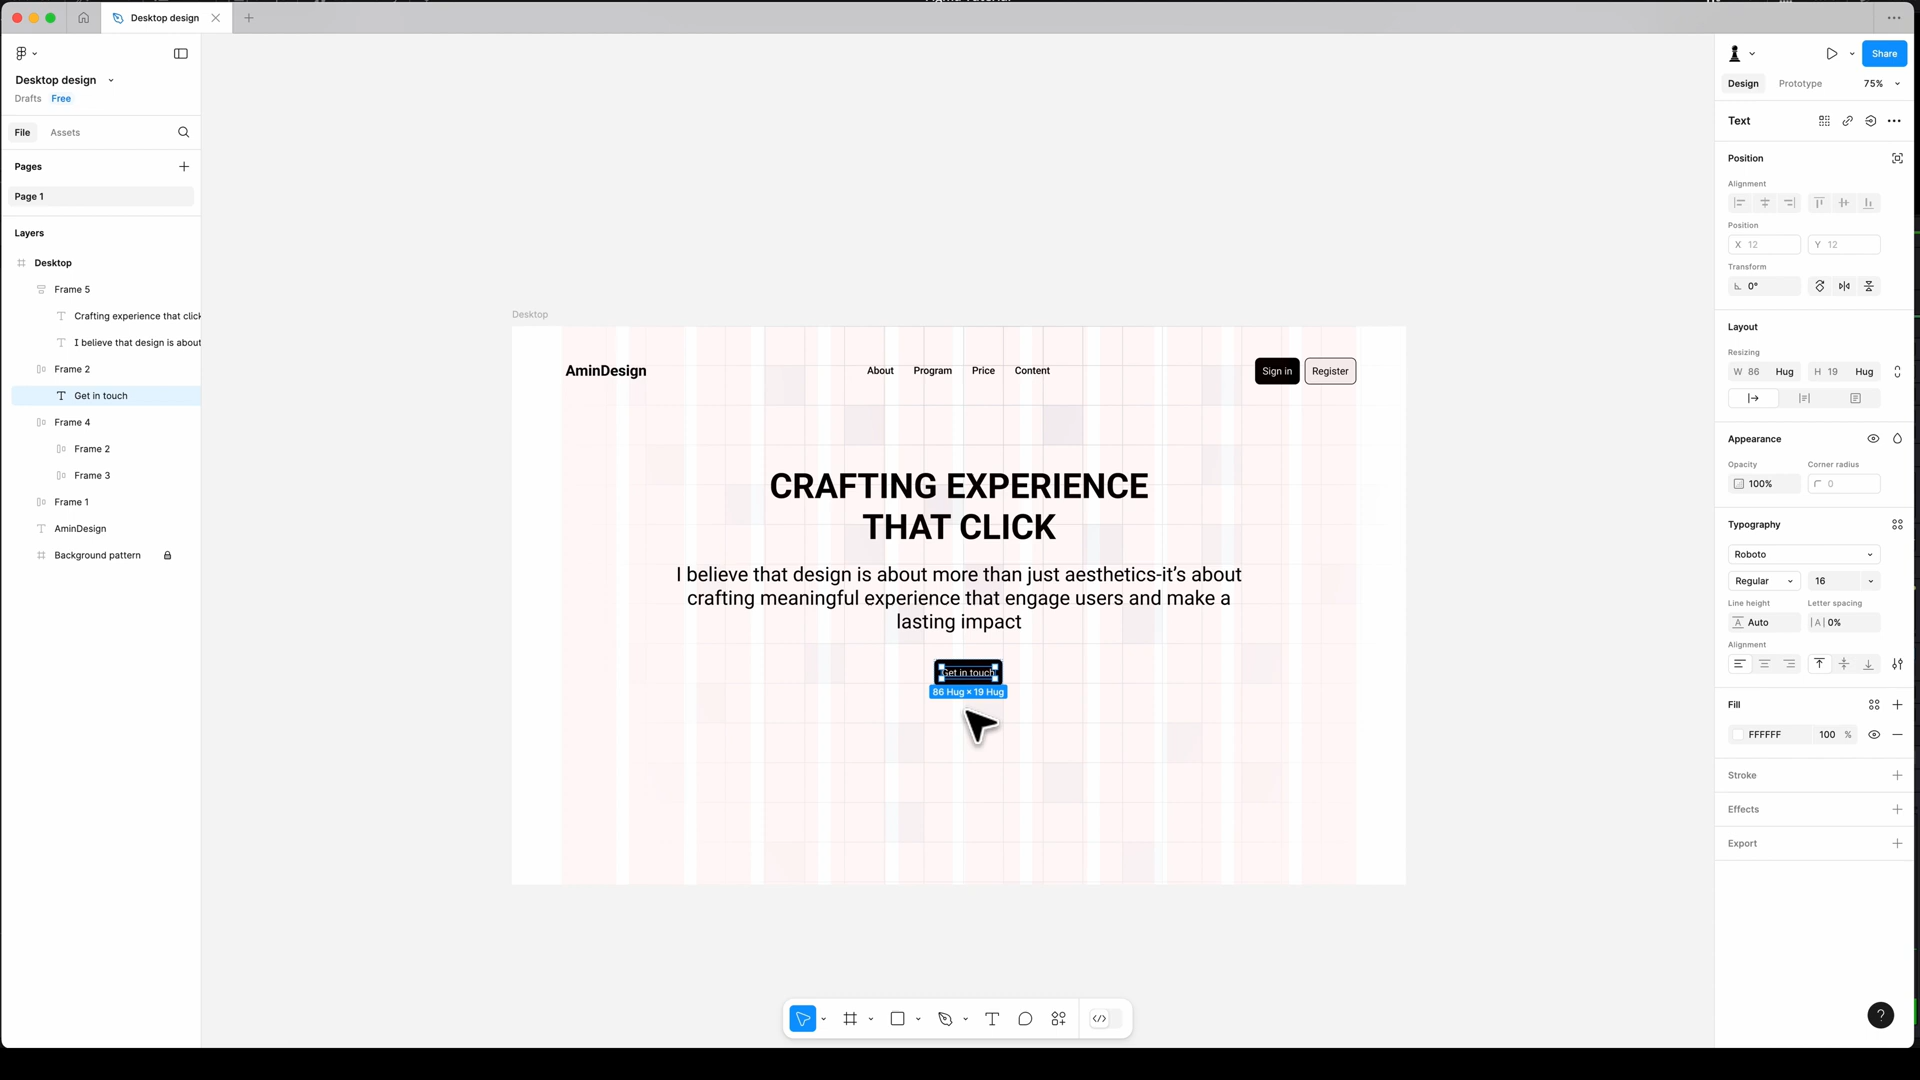 Desktop design
Desktop design
Drafts Free
File Assets
Pages
Page 1
Layers
Desktop
Frame 5
Crafting experience that click
I believe that design is about
Frame 2
Get in touch
Frame 4
Frame 2
Frame 3
Frame 1
AminDesign
Background pattern
Desktop
AminDesign
About Program Price Content
Sign in Register
CRAFTING EXPERIENCE
THAT CLICK
I believe that design is about more than just aesthetics-it’s about
crafting meaningful experience that engage users and make a
lasting impact
Get in touch
86 Hug × 19 Hug
Share
Design Prototype 75%
Text
Position
Alignment
Position
X 12 Y 12
Transform
0°
Layout
Resizing
W 86 Hug H 19 Hug
Appearance
Opacity Corner radius
100% 0
Typography
Roboto
Regular 16
Line height Letter spacing
Auto |A| 0%
Alignment
Fill
FFFFFF 100 %
Stroke
Effects
Export
?